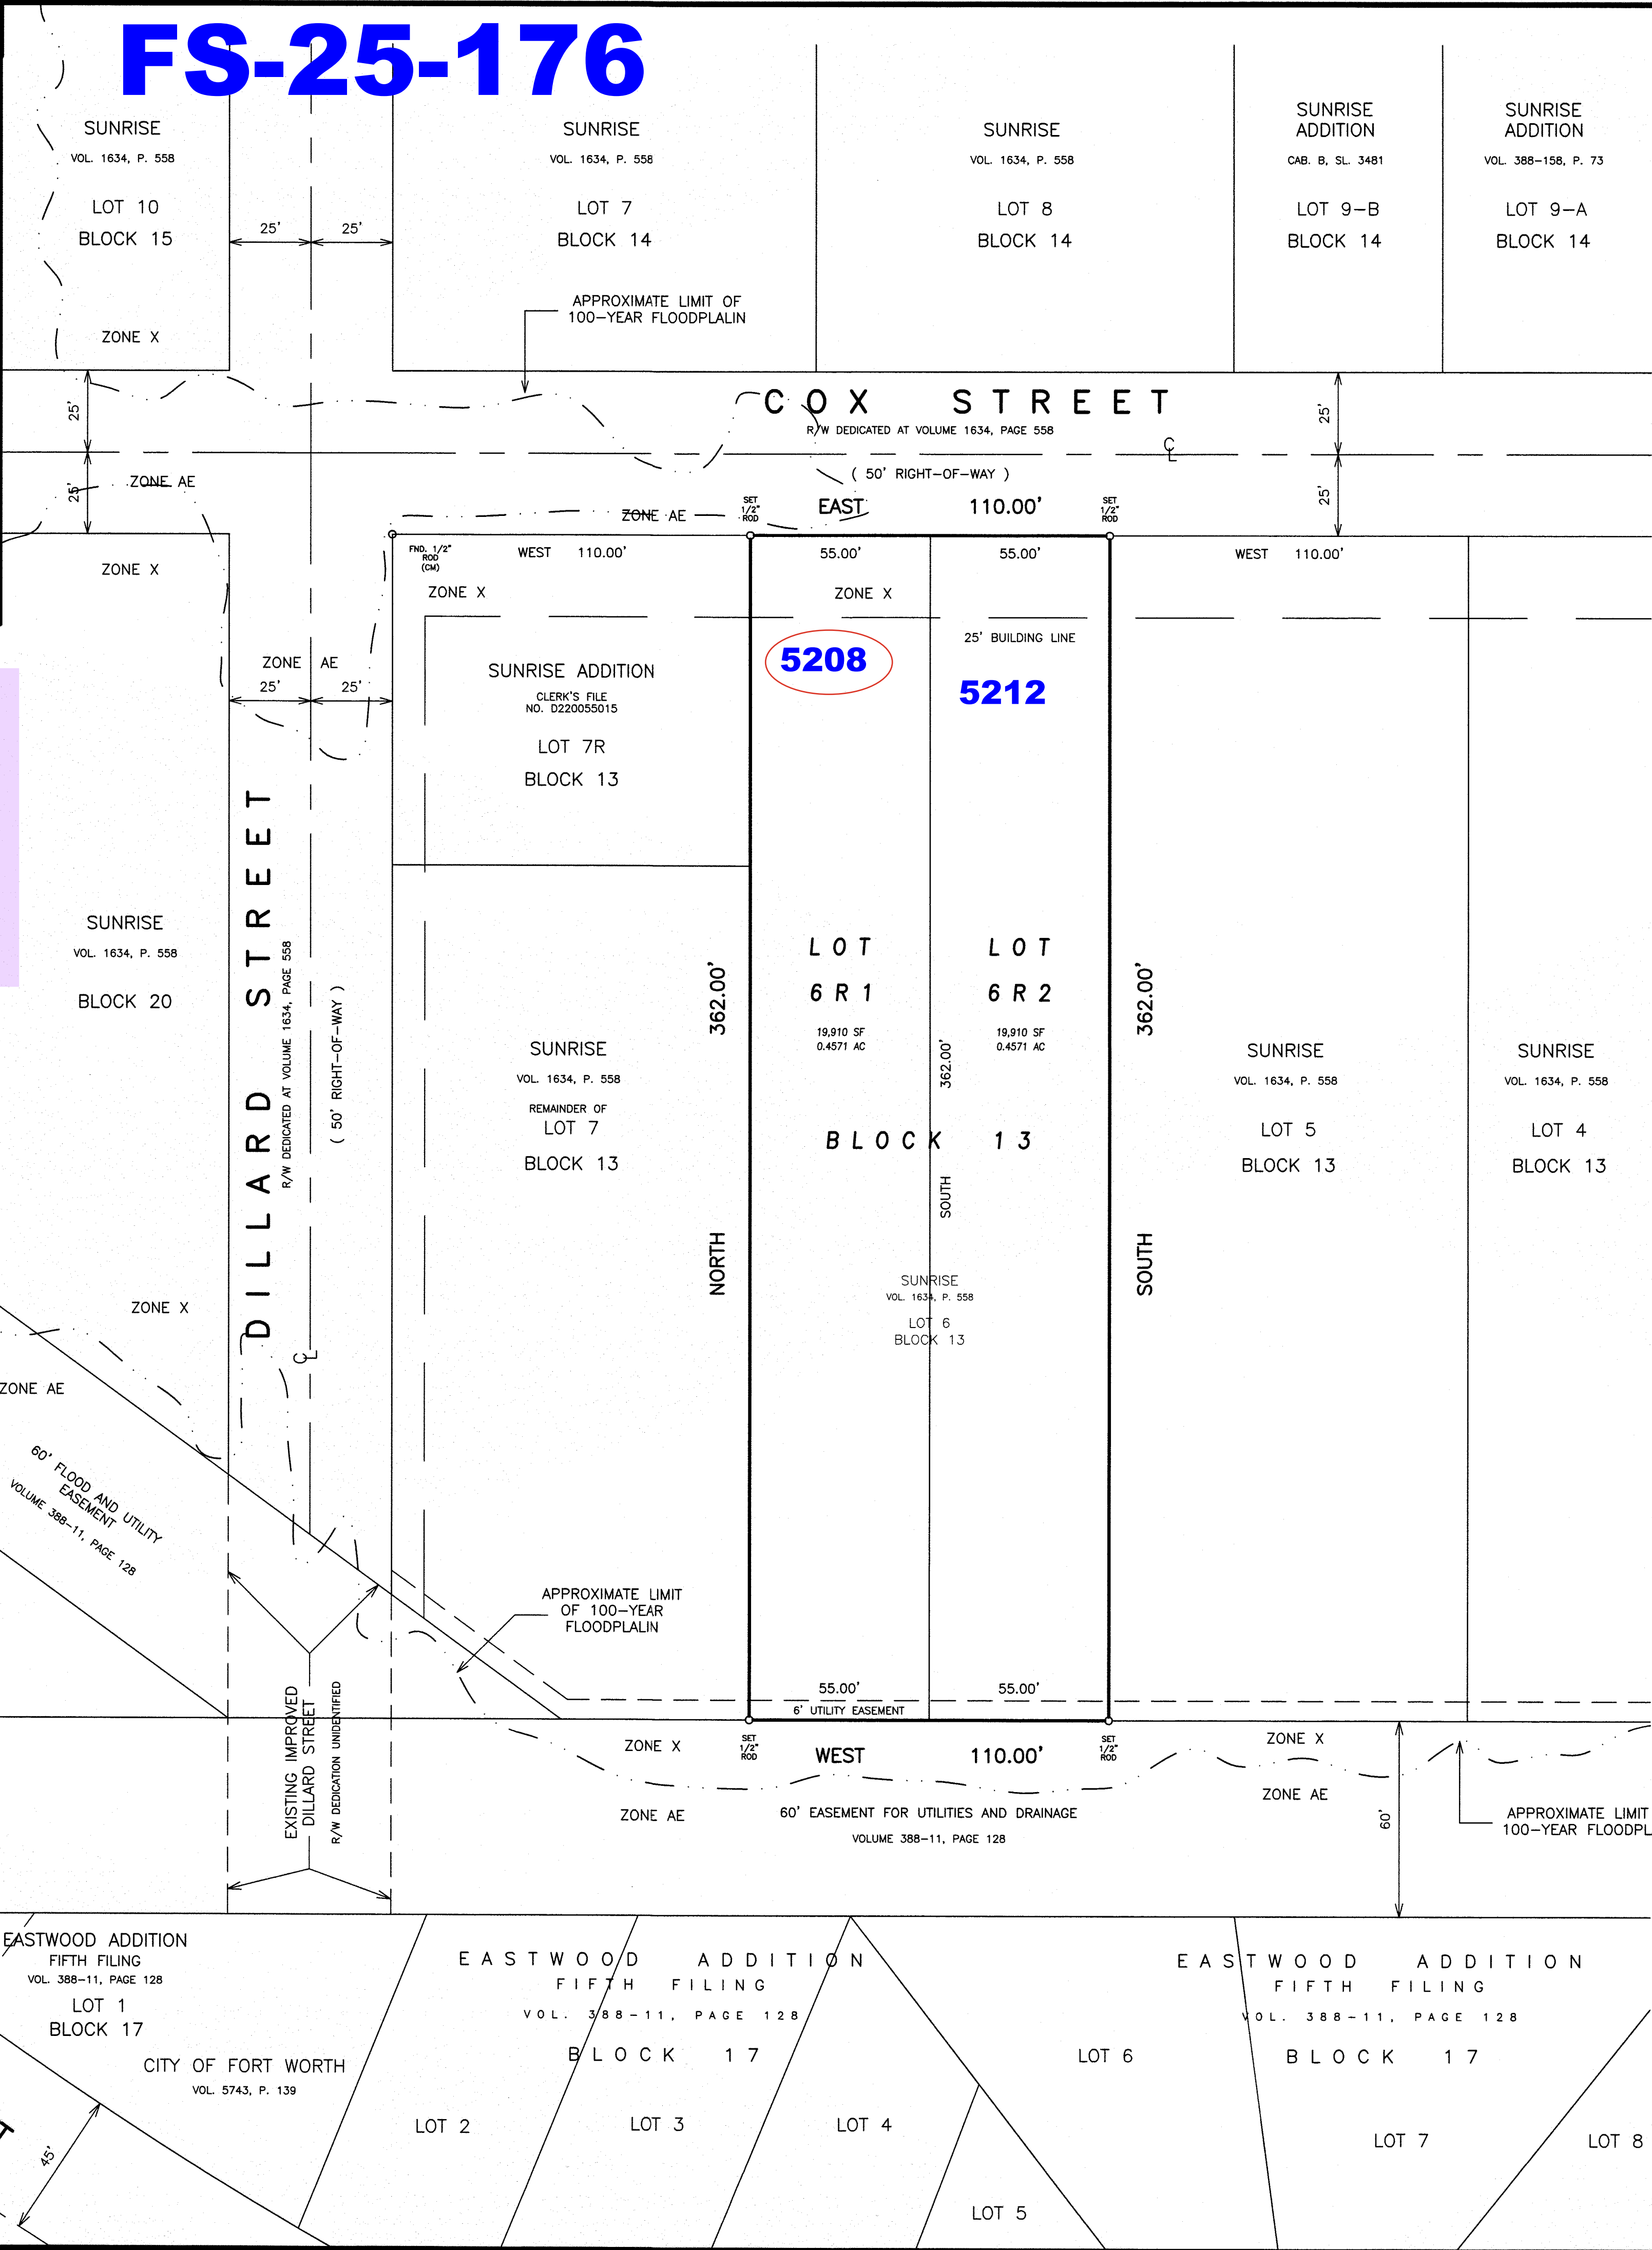 FS-25-176
SUNRISE
VOL. 1634, P. 558
LOT 10
BLOCK 15
ZONE X
25'
25'
SUNRISE
VOL. 1634, P. 558
LOT 7
BLOCK 14
APPROXIMATE LIMIT OF
100-YEAR FLOODPLALIN
SUNRISE
VOL. 1634, P. 558
LOT 8
BLOCK 14
SUNRISE
ADDITION
CAB. B, SL. 3481
LOT 9-B
BLOCK 14
SUNRISE
ADDITION
VOL. 388-158, P. 73
LOT 9-A
BLOCK 14
25'
25'
ZONE AE
COX STREET
R/W DEDICATED AT VOLUME 1634, PAGE 558
( 50' RIGHT-OF-WAY )
CL
25'
25'
ZONE AE
SET
1/2"
ROD
EAST 110.00'
SET
1/2"
ROD
ZONE X
FND. 1/2"
ROD
(CM)
WEST 110.00'
55.00'
55.00'
WEST 110.00'
ZONE X
ZONE X
25' BUILDING LINE
5208
5212
ZONE AE
25'
25'
SUNRISE ADDITION
CLERK'S FILE
NO. D220055015
LOT 7R
BLOCK 13
DILLARD STREET
R/W DEDICATED AT VOLUME 1634, PAGE 558
( 50' RIGHT-OF-WAY )
CL
SUNRISE
VOL. 1634, P. 558
BLOCK 20
ZONE X
ZONE AE
SUNRISE
VOL. 1634, P. 558
REMAINDER OF
LOT 7
BLOCK 13
362.00'
NORTH
LOT
6R1
19,910 SF
0.4571 AC
LOT
6R2
19,910 SF
0.4571 AC
362.00'
SOUTH
BLOCK 13
SUNRISE
VOL. 1634, P. 558
LOT 6
BLOCK 13
362.00'
SOUTH
SUNRISE
VOL. 1634, P. 558
LOT 5
BLOCK 13
SUNRISE
VOL. 1634, P. 558
LOT 4
BLOCK 13
60' FLOOD AND UTILITY
EASEMENT
VOLUME 388-11, PAGE 128
APPROXIMATE LIMIT
OF 100-YEAR
FLOODPLALIN
EXISTING IMPROVED
DILLARD STREET
R/W DEDICATION UNIDENTIFIED
55.00'
55.00'
6' UTILITY EASEMENT
SET
1/2"
ROD
WEST 110.00'
SET
1/2"
ROD
ZONE X
ZONE X
ZONE AE
ZONE AE
60' EASEMENT FOR UTILITIES AND DRAINAGE
VOLUME 388-11, PAGE 128
60'
APPROXIMATE LIMIT
100-YEAR FLOODPL
EASTWOOD ADDITION
FIFTH FILING
VOL. 388-11, PAGE 128
LOT 1
BLOCK 17
CITY OF FORT WORTH
VOL. 5743, P. 139
45'
EASTWOOD ADDITION
FIFTH FILING
VOL. 388-11, PAGE 128
BLOCK 17
LOT 2
LOT 3
LOT 4
LOT 5
LOT 6
EASTWOOD ADDITION
FIFTH FILING
VOL. 388-11, PAGE 128
BLOCK 17
LOT 7
LOT 8